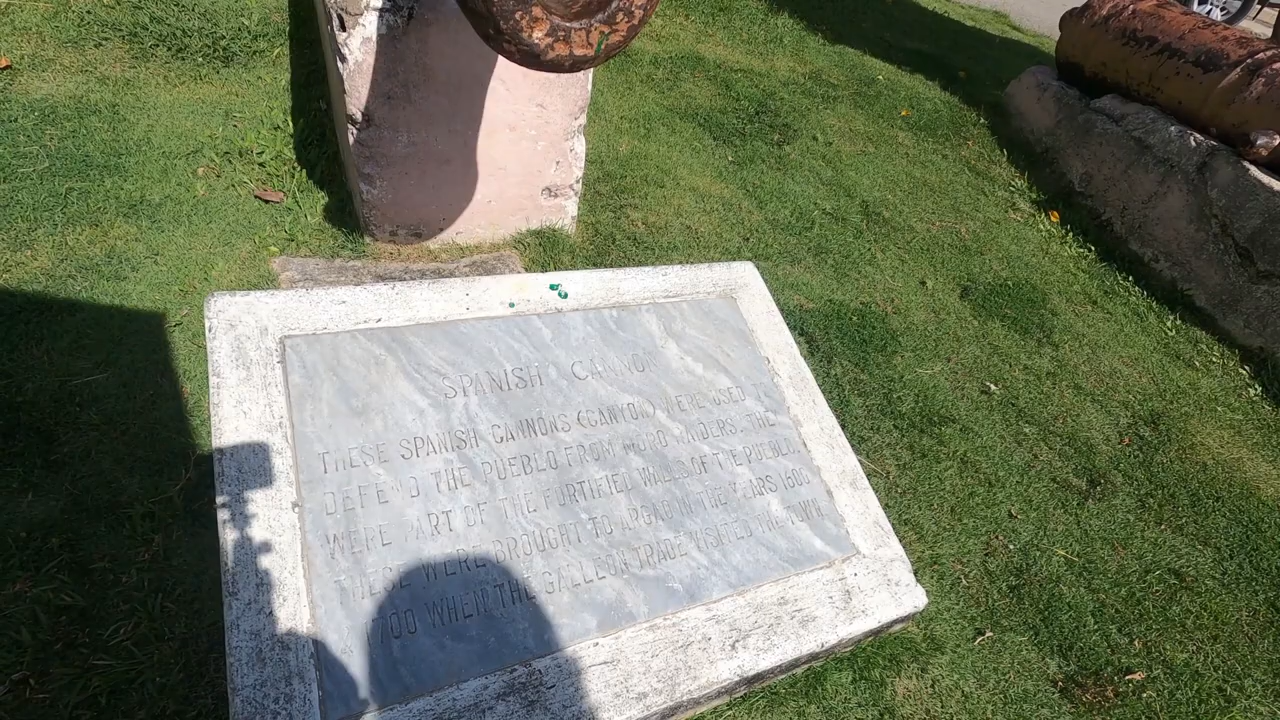 SPANISH CANNON
THESE SPANISH CANNONS (CANYON) WERE USED TO
DEFEND THE PUEBLO FROM MORO RAIDERS. THE
WERE PART OF THE FORTIFIED WALLS OF THE PUEBLO.
THESE WERE BROUGHT TO ARGAO IN THE YEARS 1600
1700 WHEN THE GALLEON TRADE VISITED THE TOWN